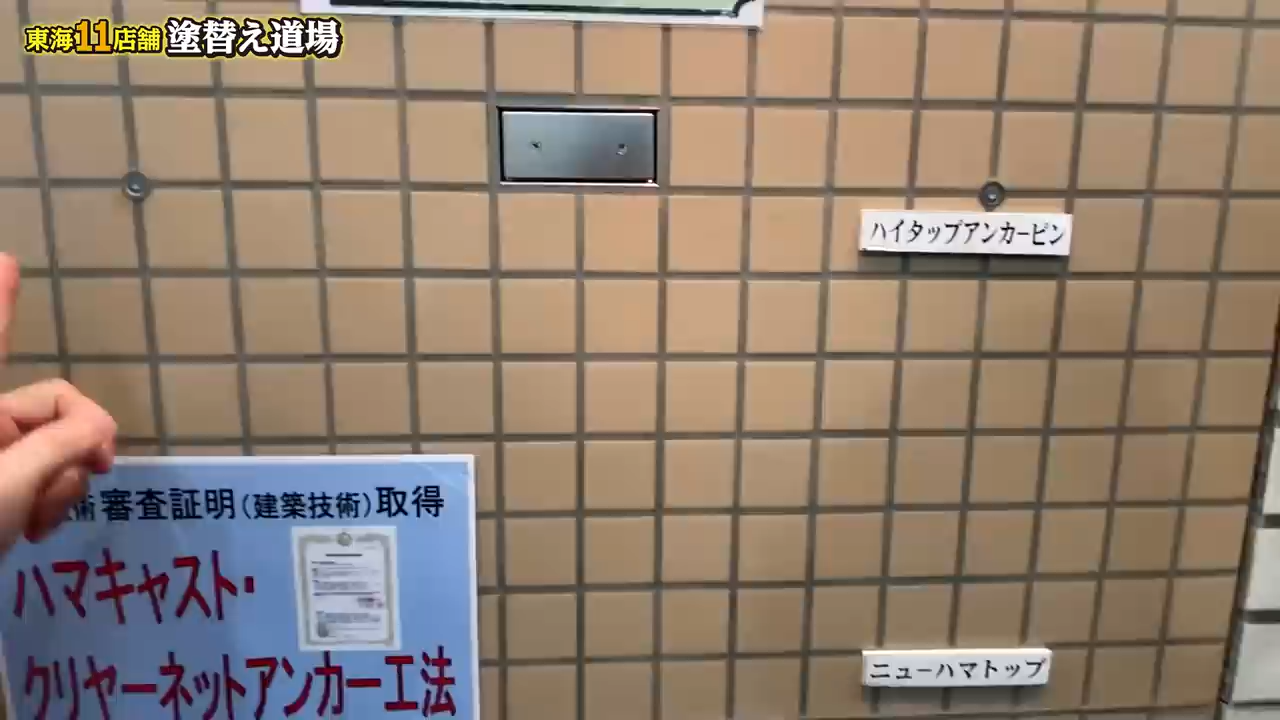 東海11店舗 塗替え道場
ハイタップアンカーピン
術審査証明(建築技術)取得
ハマキャスト・
クリヤーネットアンカー工法
ニューハマトップ